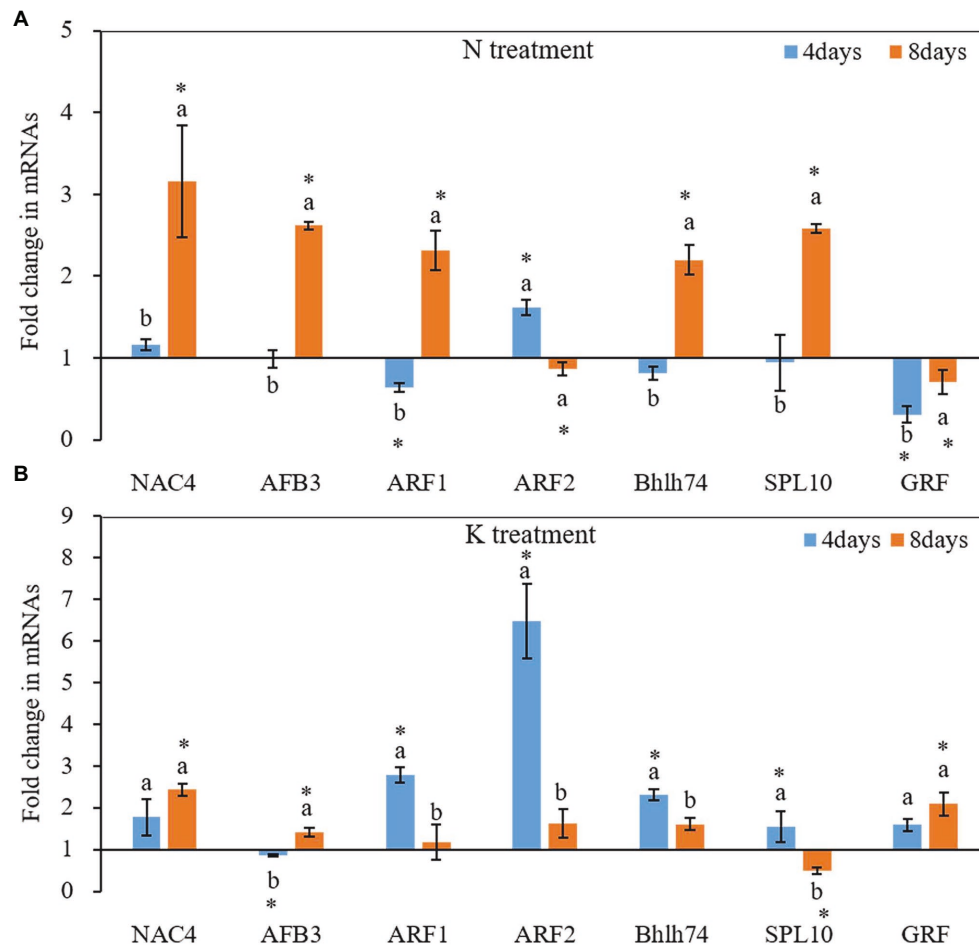 A
N treatment
4days 8days
Fold change in mRNAs
5
4
3
2
1
0
* * * * * *
a a a a a a
b b b a b b b
a a
* * * *
NAC4 AFB3 ARF1 ARF2 Bhlh74 SPL10 GRF
B
K treatment
4days 8days
Fold change in mRNAs
9
8
7
6
5
4
3
2
1
0
*
a
* * * * * *
a a a a a a a a
b b b
b b
* *
NAC4 AFB3 ARF1 ARF2 Bhlh74 SPL10 GRF